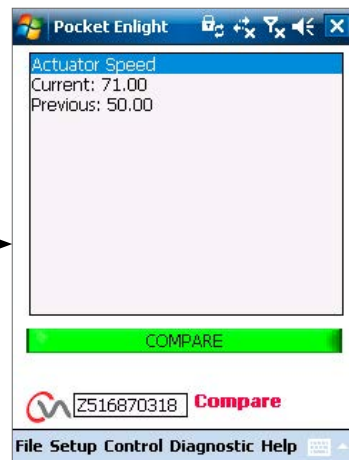 Pocket Enlight
Actuator Speed
Current: 71.00
Previous: 50.00
COMPARE
Z516870318 Compare
File Setup Control Diagnostic Help